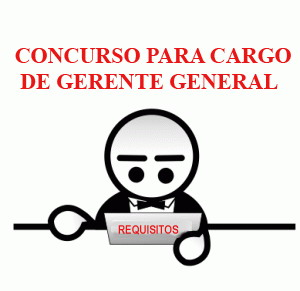 CONCURSO PARA CARGO
DE GERENTE GENERAL
REQUISITOS